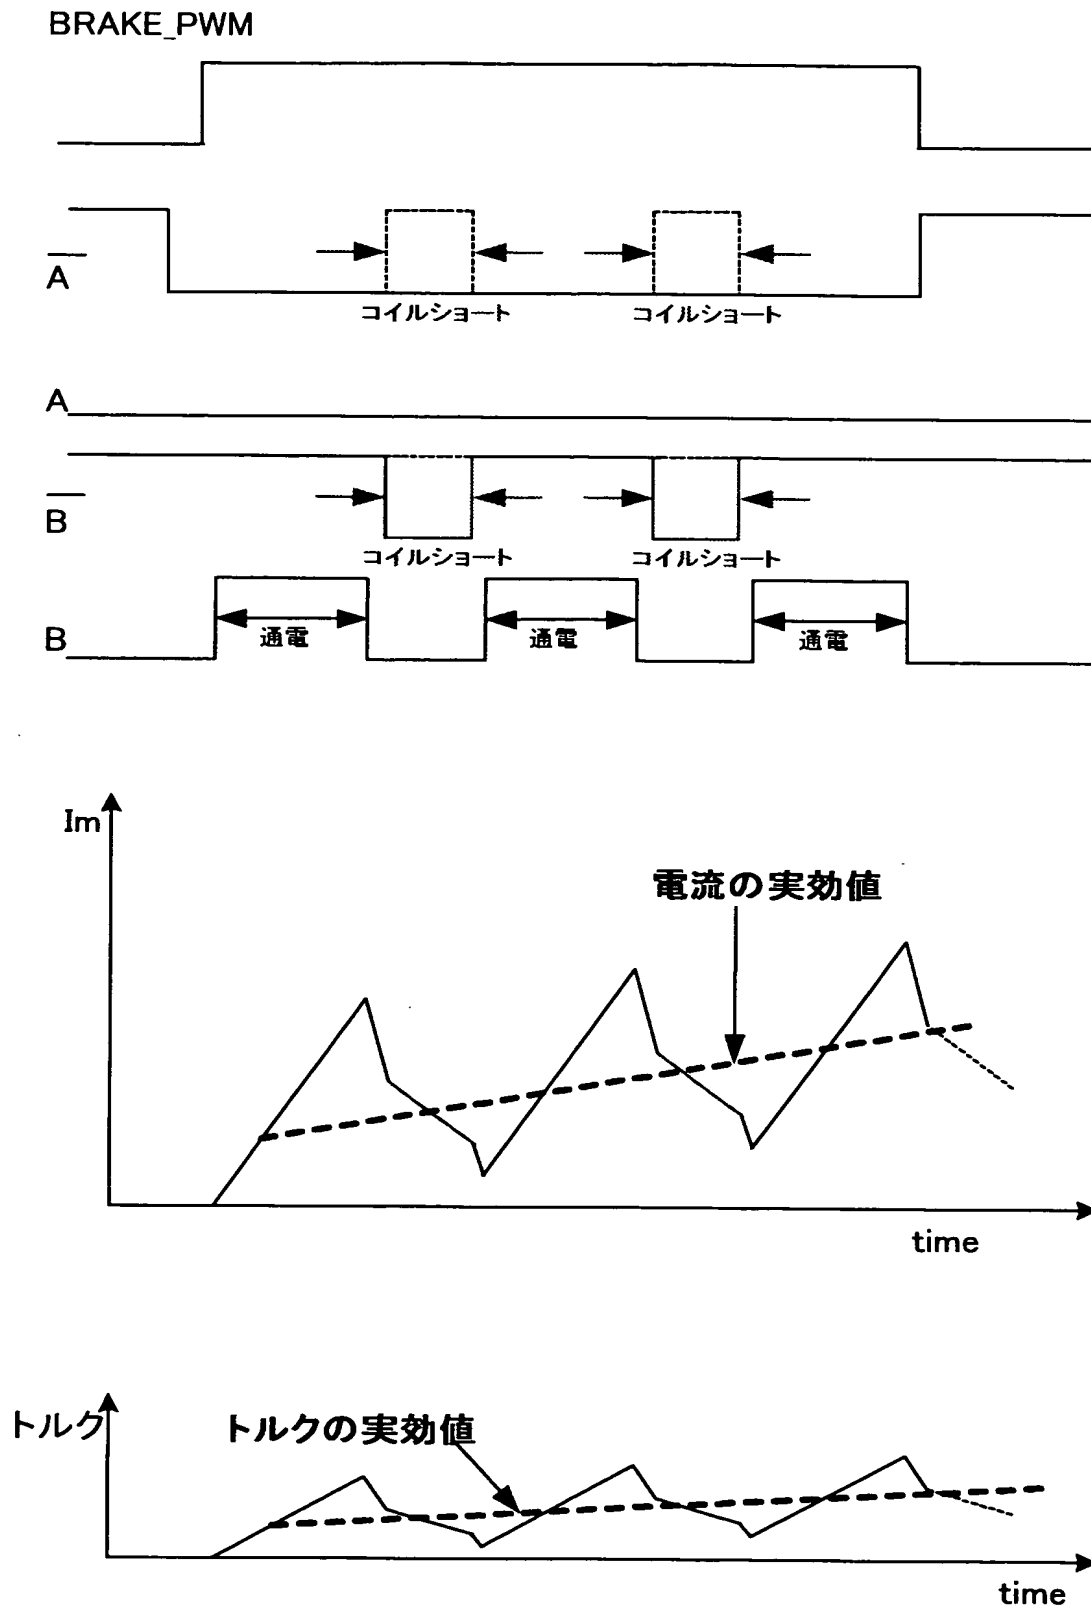 BRAKE_PWM
A
コイルショート コイルショート
A
B
コイルショート コイルショート
B
通電 通電 通電
Im
電流の実効値
time
トルク
トルクの実効値
time